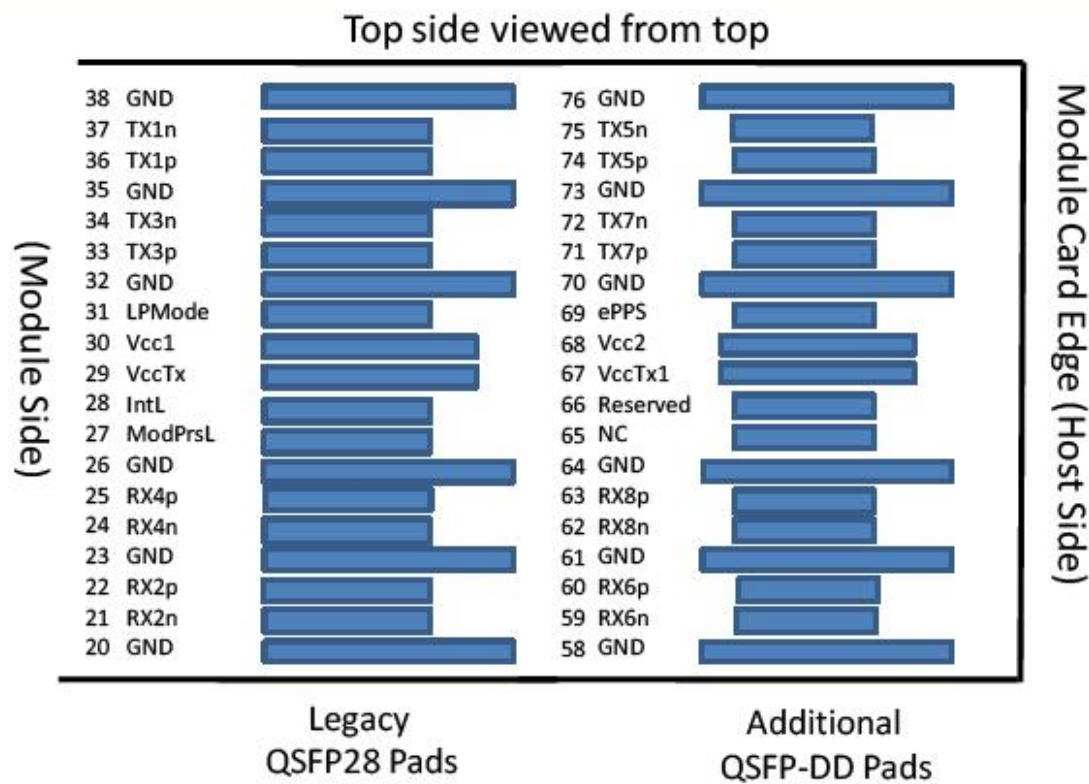 Top side viewed from top
38 GND 76 GND
37 TX1n 75 TX5n
36 TX1p 74 TX5p
35 GND 73 GND
34 TX3n 72 TX7n
33 TX3p 71 TX7p
32 GND 70 GND
31 LPMode 69 ePPS
30 Vcc1 68 Vcc2
29 VccTx 67 VccTx1
28 IntL 66 Reserved
27 ModPrsL 65 NC
26 GND 64 GND
25 RX4p 63 RX8p
24 RX4n 62 RX8n
23 GND 61 GND
22 RX2p 60 RX6p
21 RX2n 59 RX6n
20 GND 58 GND
(Module Side)
Module Card Edge (Host Side)
Legacy
QSFP28 Pads
Additional
QSFP-DD Pads